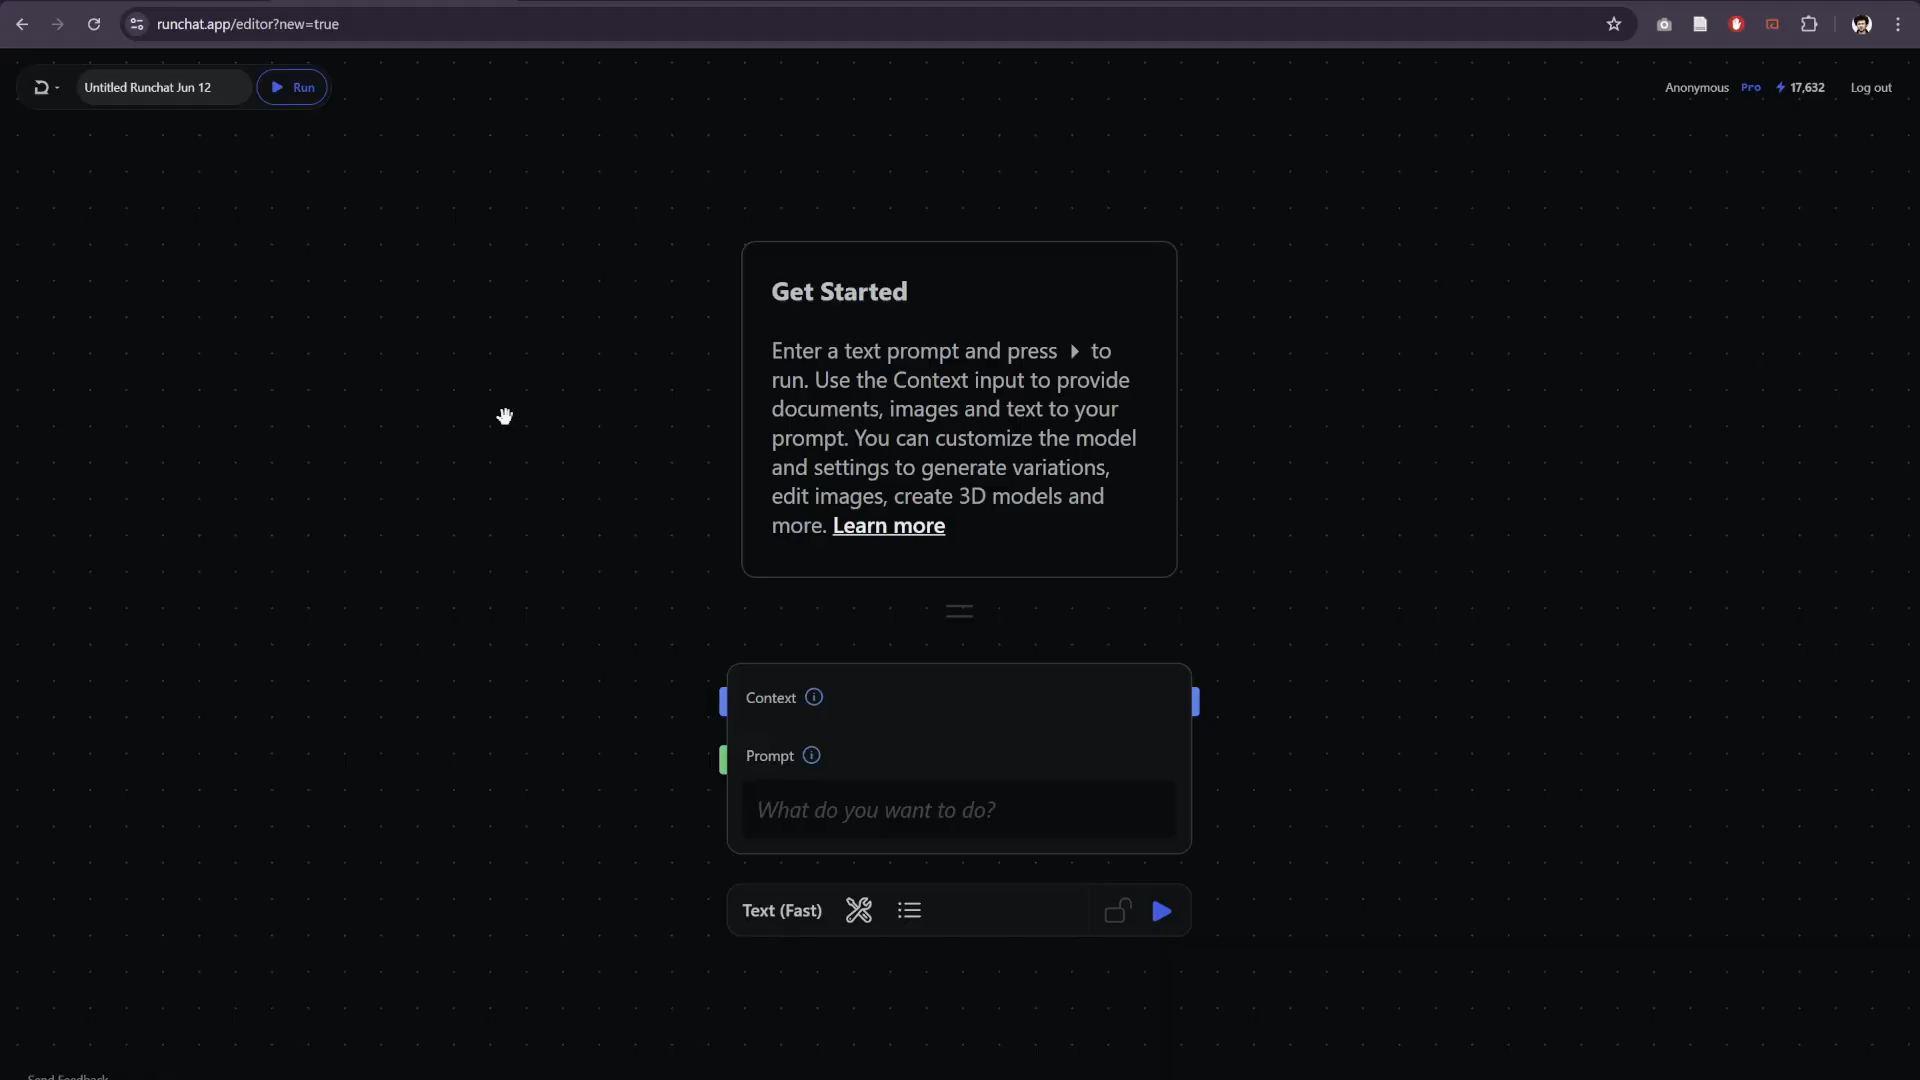 runchat.app/editor?new=true
Untitled Runchat Jun 12
Run
Anonymous Pro 17,632 Log out
Get Started
Enter a text prompt and press to
run. Use the Context input to provide
documents, images and text to your
prompt. You can customize the model
and settings to generate variations,
edit images, create 3D models and
more. Learn more
Context
Prompt
What do you want to do?
Text (Fast)
Send Feedback